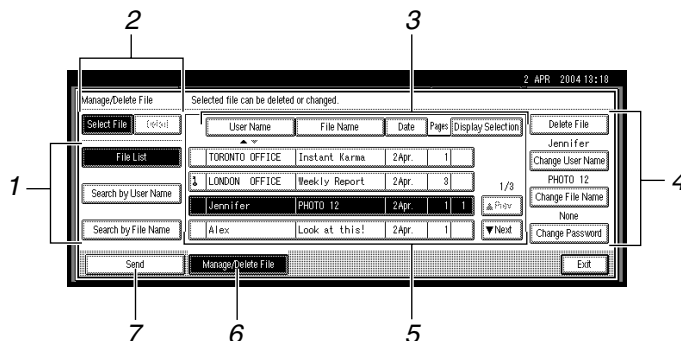 2 3
2 APR 2004 13:18
Manage/Delete File Selected file can be deleted or changed.
Select File User Name File Name Date Pages Display Selection Delete File
Jennifer
File List TORONTO OFFICE Instant Karma 2Apr. 1 Change User Name
1 4
Search by User Name LONDON OFFICE Weekly Report 2Apr. 3 1/3 PHOTO 12
Jennifer PHOTO 12 2Apr. 1 1 ▲Prev. Change File Name
None
Search by File Name Alex Look at this! 2Apr. 1 ▼Next Change Password
Send Manage/Delete File Exit
7 6 5